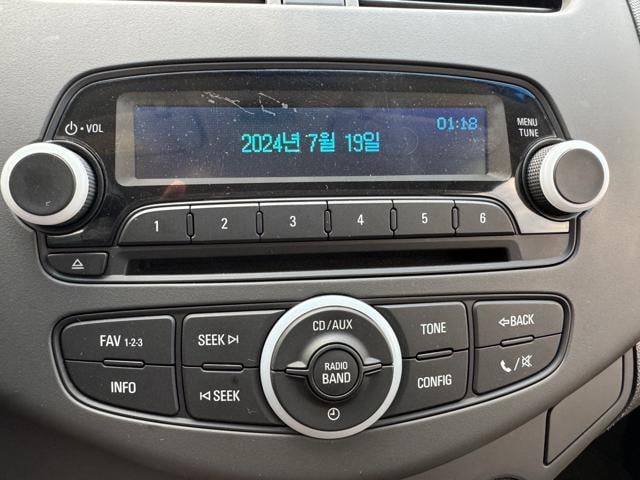 01:18
⏻·VOL
2024년 7월 19일
MENU
TUNE
1 2 3 4 5 6
FAV 1-2-3
SEEK
CD/AUX
TONE
BACK
RADIO
BAND
INFO
SEEK
CONFIG